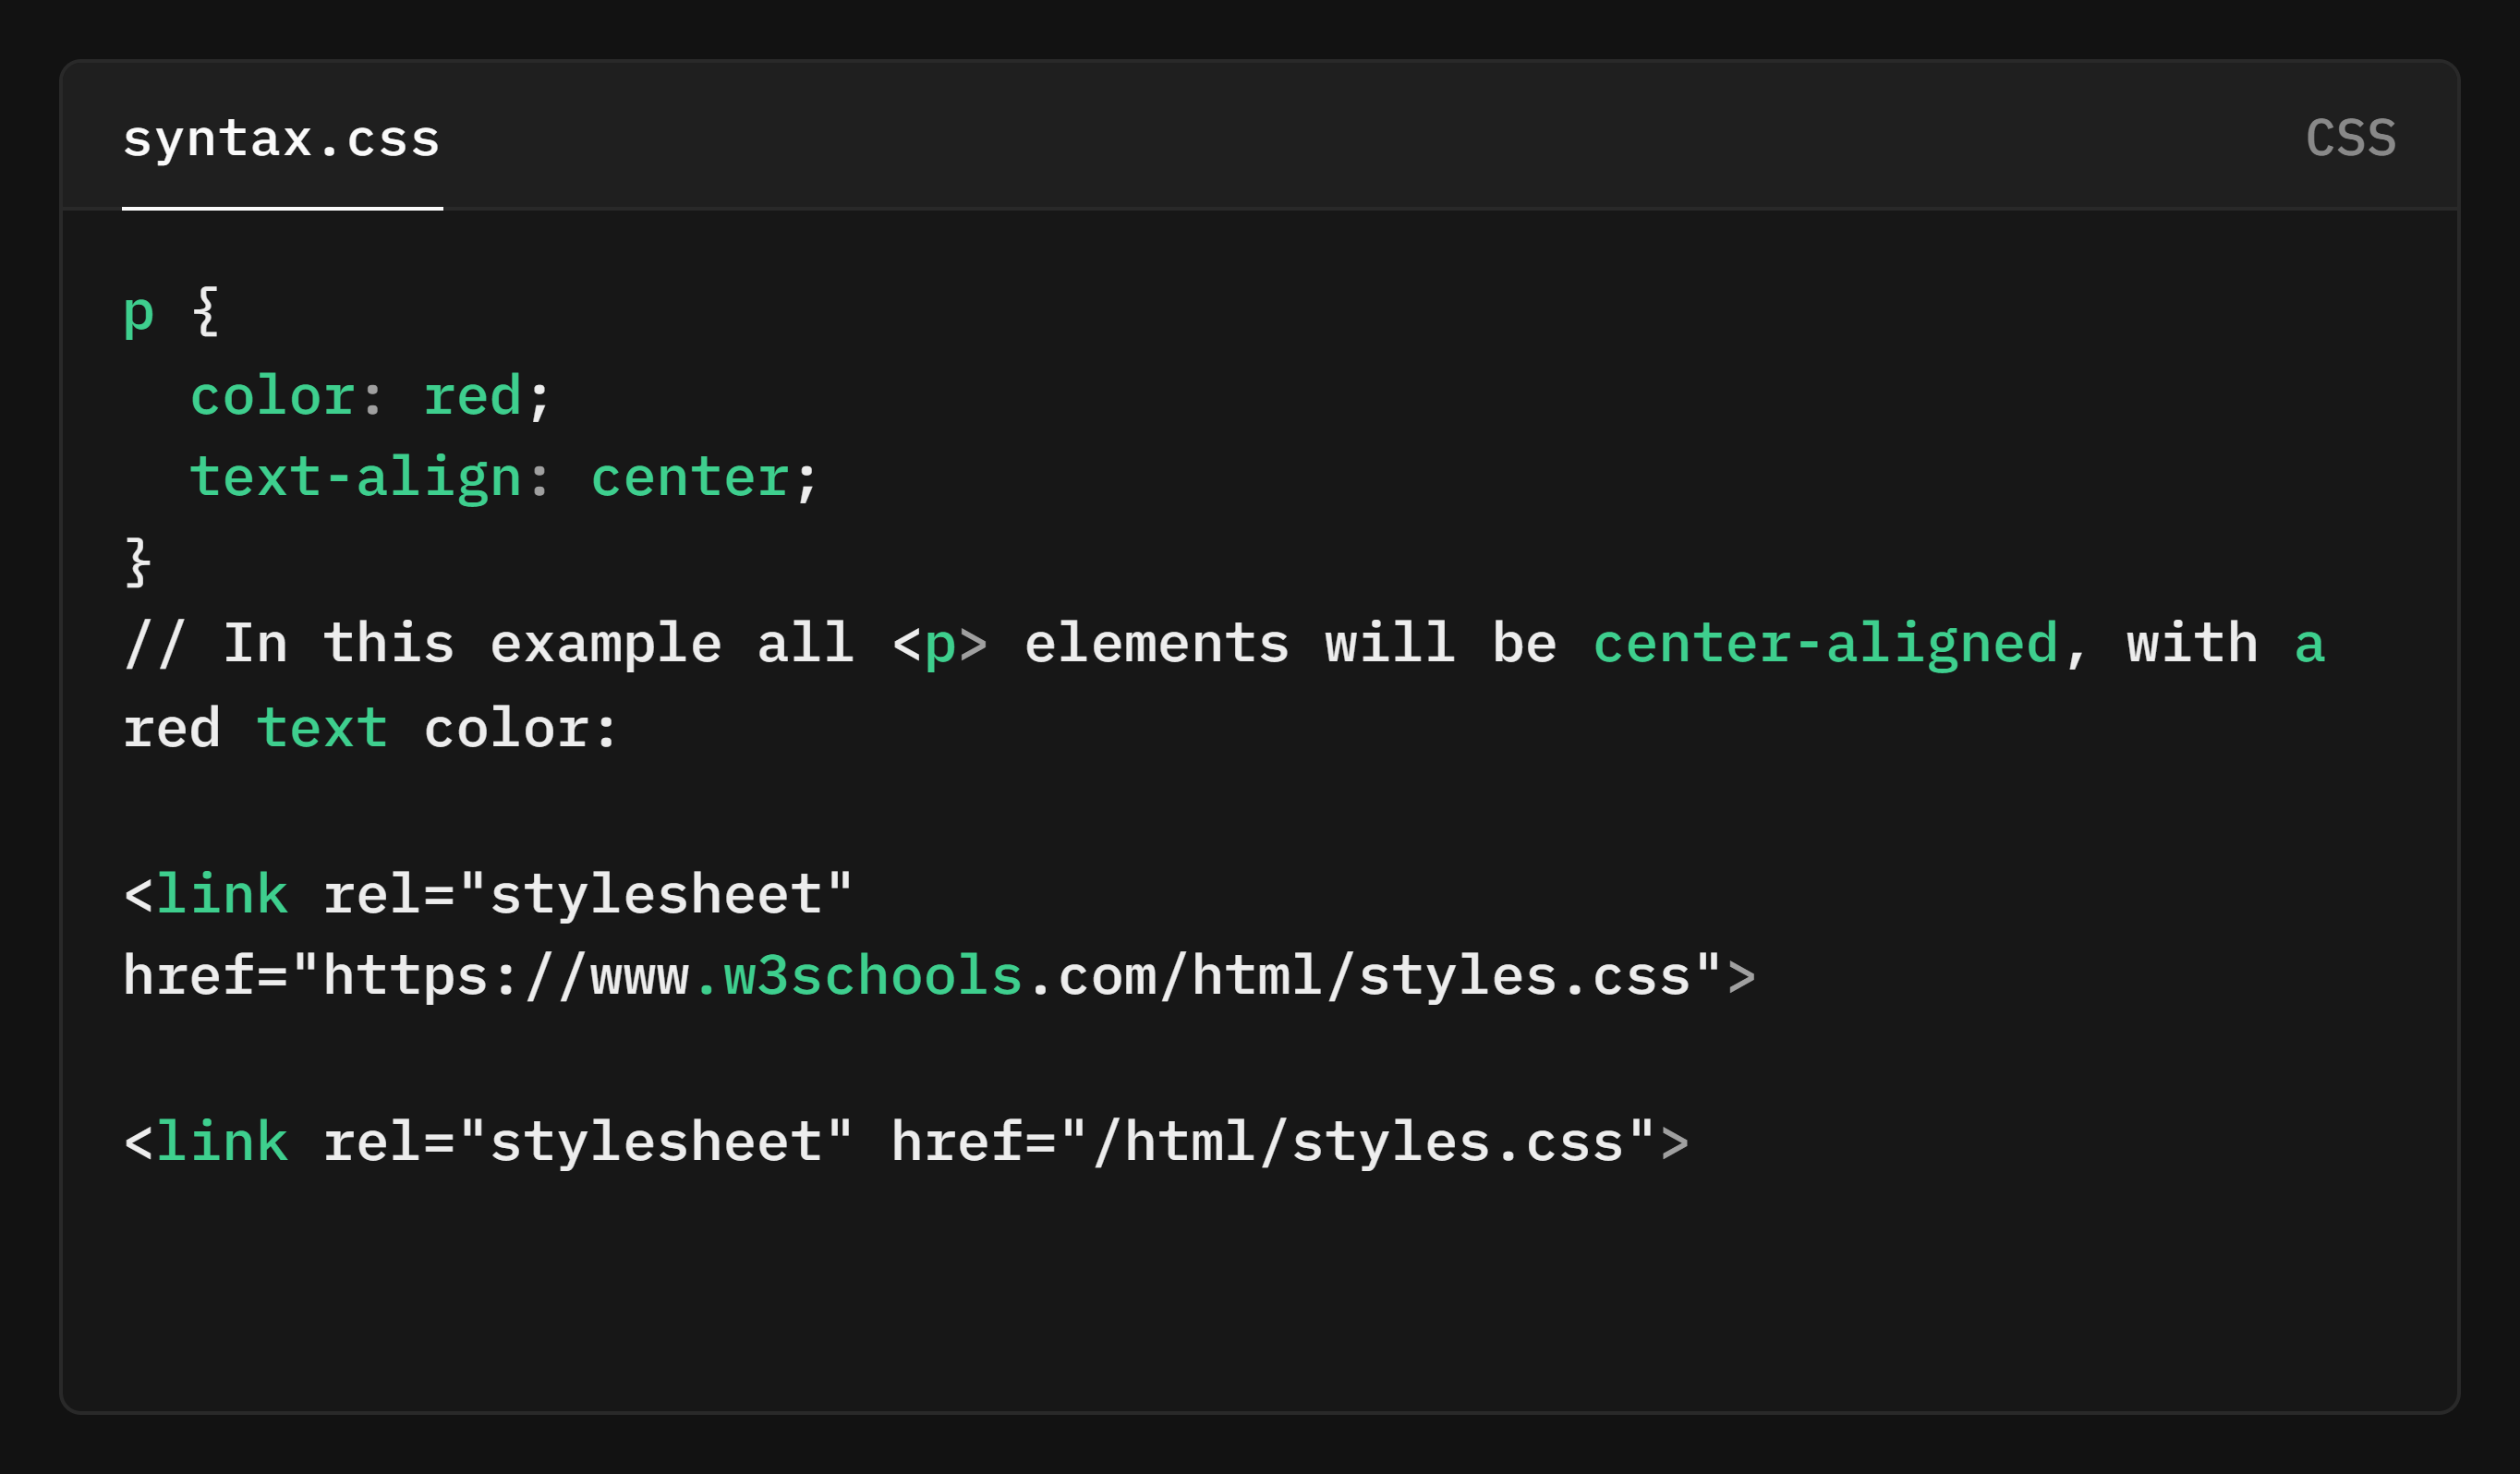 syntax.css
CSS
p {
  color: red;
  text-align: center;
}
// In this example all <p> elements will be center-aligned, with a
red text color:
<link rel="stylesheet"
href="https://www.w3schools.com/html/styles.css">
<link rel="stylesheet" href="/html/styles.css">